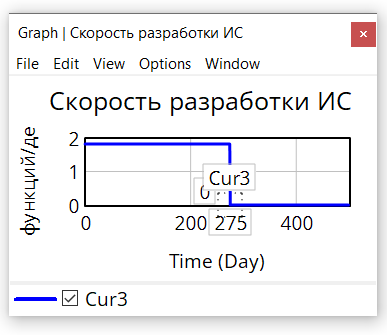 Graph | Скорость разработки ИС
File Edit View Options Window
Скорость разработки ИС
функций/де
2
1
0
Cur3
0
0 200 275 400
Time (Day)
Cur3